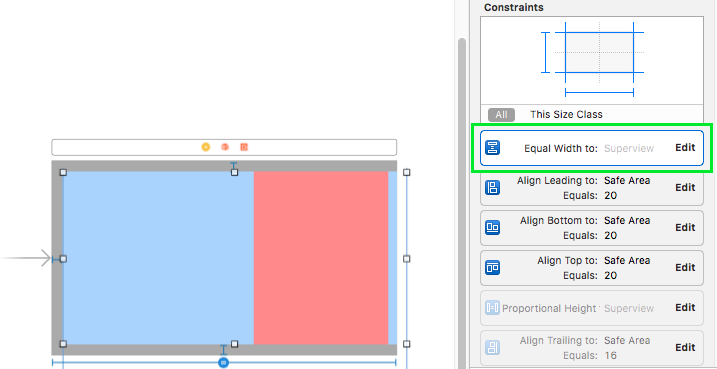 Constraints
All This Size Class
Equal Width to: Superview Edit
Align Leading to: Safe Area
Equals: 20
Edit
Align Bottom to: Safe Area
Equals: 20
Edit
Align Top to: Safe Area
Equals: 20
Edit
Proportional Height Superview Edit
Align Trailing to: Safe Area
Equals: 16
Edit